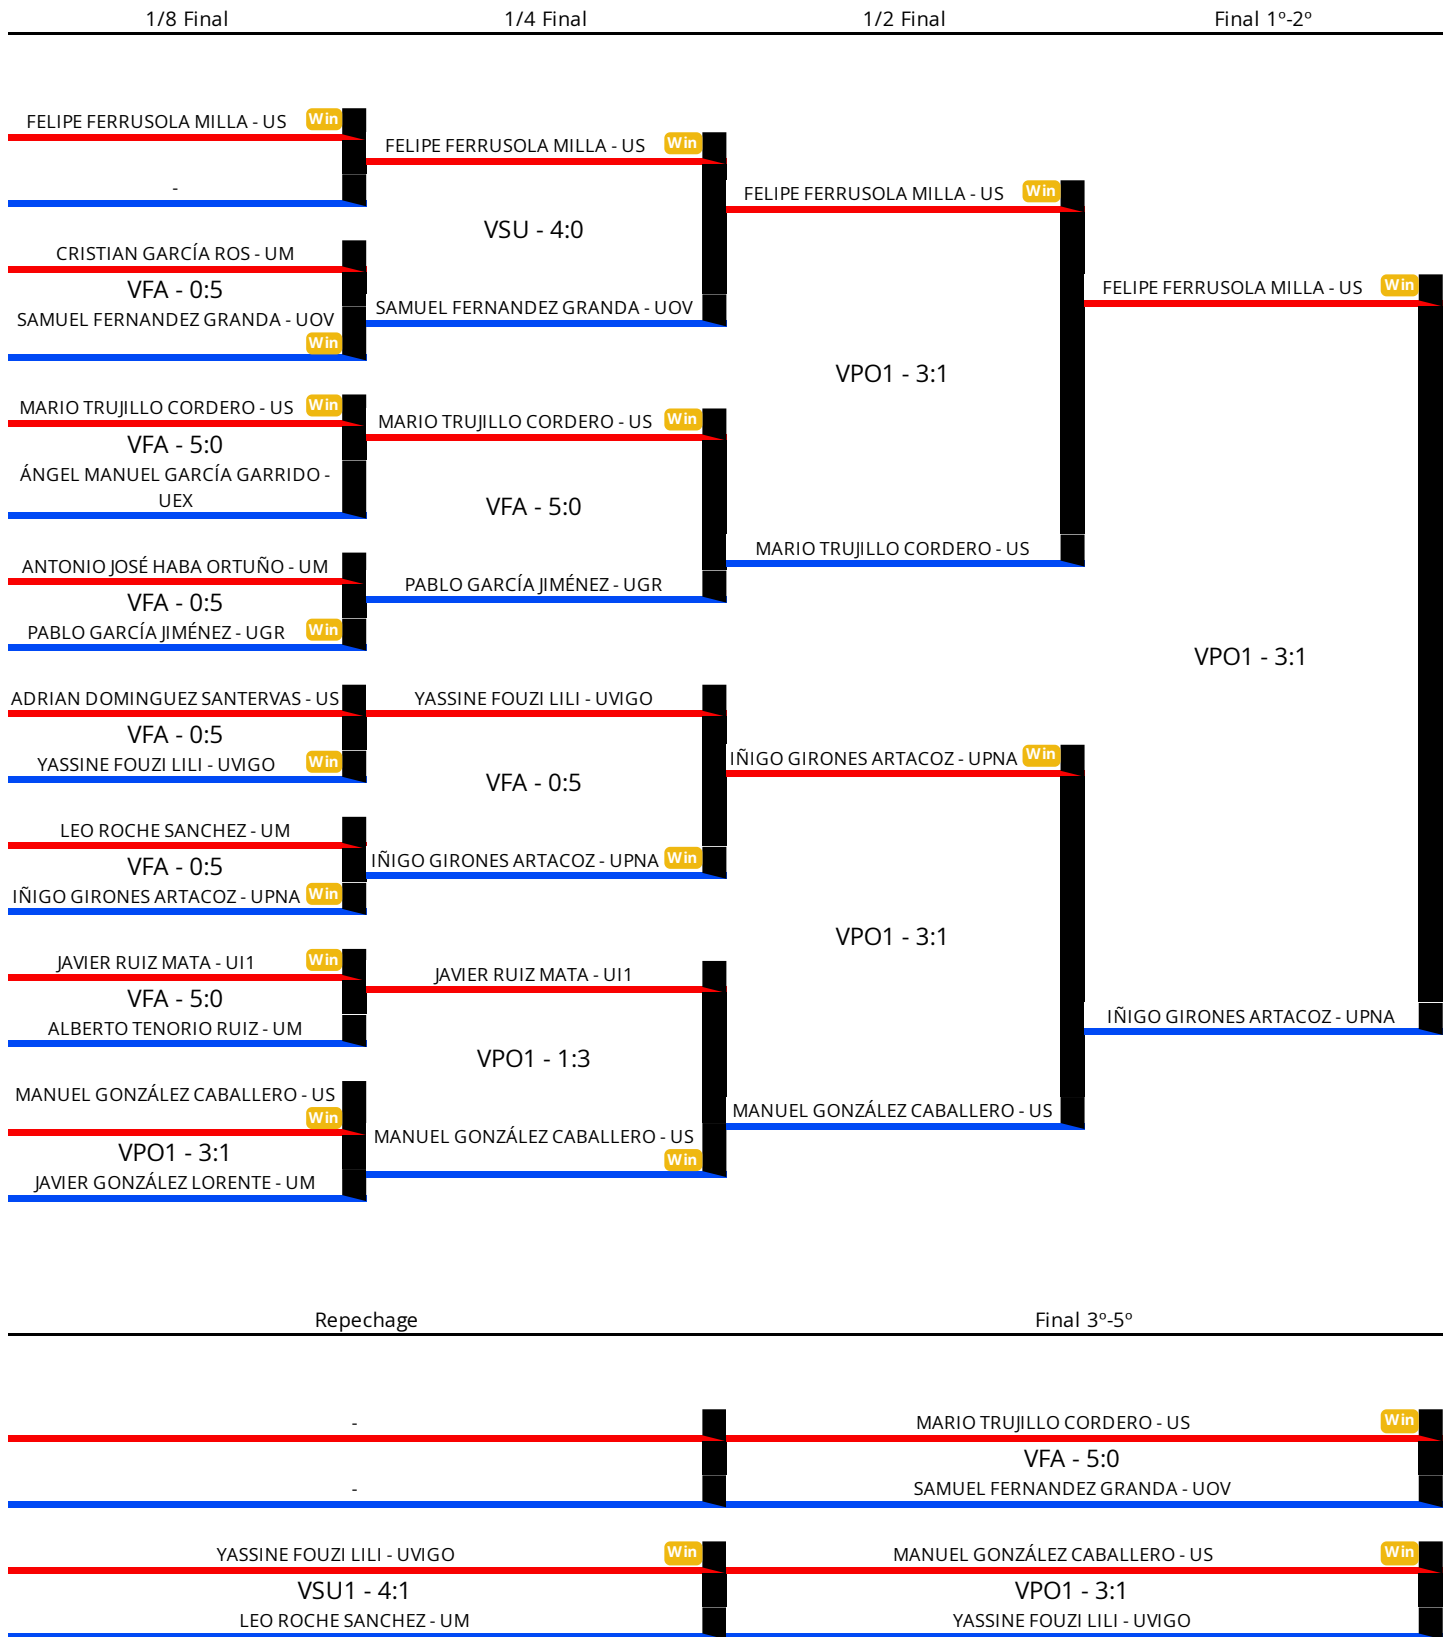 1/8 Final
1/4 Final
1/2 Final
Final 1º-2º
FELIPE FERRUSOLA MILLA - US Win
-
CRISTIAN GARCÍA ROS - UM
VFA - 0:5
SAMUEL FERNANDEZ GRANDA - UOV
Win
MARIO TRUJILLO CORDERO - US Win
VFA - 5:0
ÁNGEL MANUEL GARCÍA GARRIDO -
UEX
ANTONIO JOSÉ HABA ORTUÑO - UM
VFA - 0:5
PABLO GARCÍA JIMÉNEZ - UGR Win
ADRIAN DOMINGUEZ SANTERVAS - US
VFA - 0:5
YASSINE FOUZI LILI - UVIGO Win
LEO ROCHE SANCHEZ - UM
VFA - 0:5
IÑIGO GIRONES ARTACOZ - UPNA Win
JAVIER RUIZ MATA - UI1 Win
VFA - 5:0
ALBERTO TENORIO RUIZ - UM
MANUEL GONZÁLEZ CABALLERO - US
Win
VPO1 - 3:1
JAVIER GONZÁLEZ LORENTE - UM
FELIPE FERRUSOLA MILLA - US Win
VSU - 4:0
SAMUEL FERNANDEZ GRANDA - UOV
MARIO TRUJILLO CORDERO - US Win
VFA - 5:0
PABLO GARCÍA JIMÉNEZ - UGR
YASSINE FOUZI LILI - UVIGO
VFA - 0:5
IÑIGO GIRONES ARTACOZ - UPNA Win
JAVIER RUIZ MATA - UI1
VPO1 - 1:3
MANUEL GONZÁLEZ CABALLERO - US
Win
FELIPE FERRUSOLA MILLA - US Win
VPO1 - 3:1
MARIO TRUJILLO CORDERO - US
IÑIGO GIRONES ARTACOZ - UPNA Win
VPO1 - 3:1
MANUEL GONZÁLEZ CABALLERO - US
FELIPE FERRUSOLA MILLA - US Win
VPO1 - 3:1
IÑIGO GIRONES ARTACOZ - UPNA
Repechage
Final 3º-5º
-
-
YASSINE FOUZI LILI - UVIGO Win
VSU1 - 4:1
LEO ROCHE SANCHEZ - UM
MARIO TRUJILLO CORDERO - US Win
VFA - 5:0
SAMUEL FERNANDEZ GRANDA - UOV
MANUEL GONZÁLEZ CABALLERO - US Win
VPO1 - 3:1
YASSINE FOUZI LILI - UVIGO